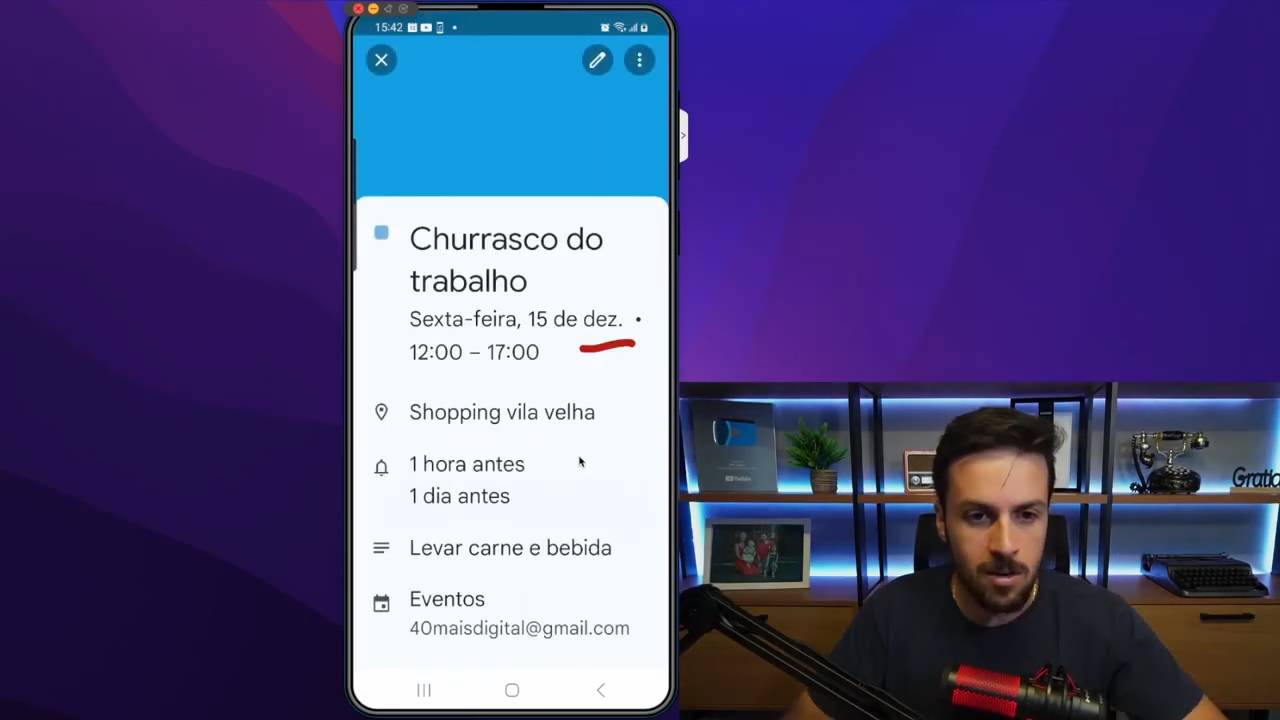 15:42
Churrasco do
trabalho
Sexta-feira, 15 de dez. •
12:00 – 17:00
Shopping vila velha
1 hora antes
1 dia antes
Levar carne e bebida
Eventos
40maisdigital@gmail.com
YouTube